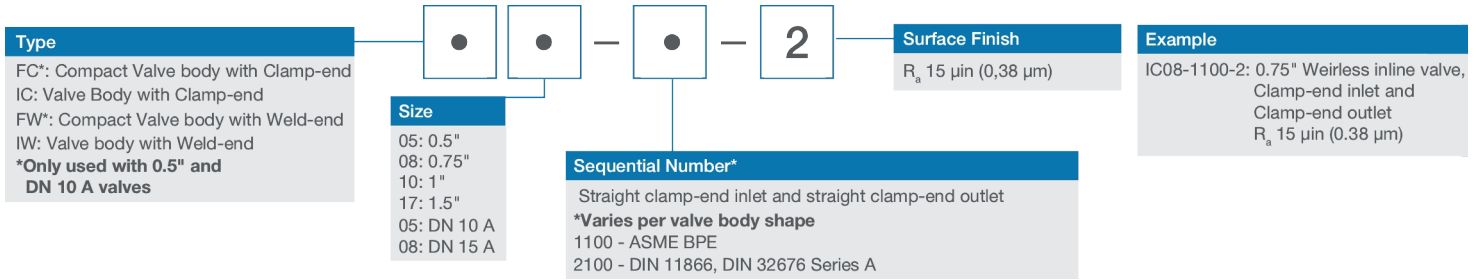 ● ● – ● – 2
Type
FC*: Compact Valve body with Clamp-end
IC: Valve Body with Clamp-end
FW*: Compact Valve body with Weld-end
IW: Valve body with Weld-end
*Only used with 0.5" and
DN 10 A valves
Size
05: 0.5"
08: 0.75"
10: 1"
17: 1.5"
05: DN 10 A
08: DN 15 A
Sequential Number*
Straight clamp-end inlet and straight clamp-end outlet
*Varies per valve body shape
1100 - ASME BPE
2100 - DIN 11866, DIN 32676 Series A
Surface Finish
Ra 15 µin (0,38 µm)
Example
IC08-1100-2: 0.75" Weirless inline valve,
Clamp-end inlet and
Clamp-end outlet
Ra 15 µin (0.38 µm)